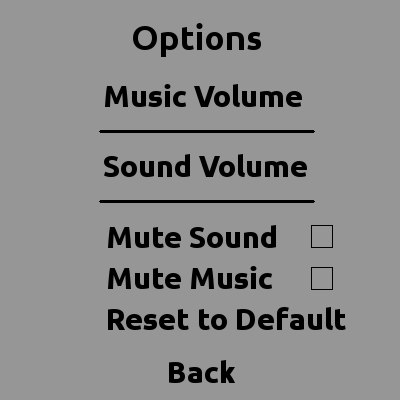 Options
Music Volume
Sound Volume
Mute Sound
Mute Music
Reset to Default
Back